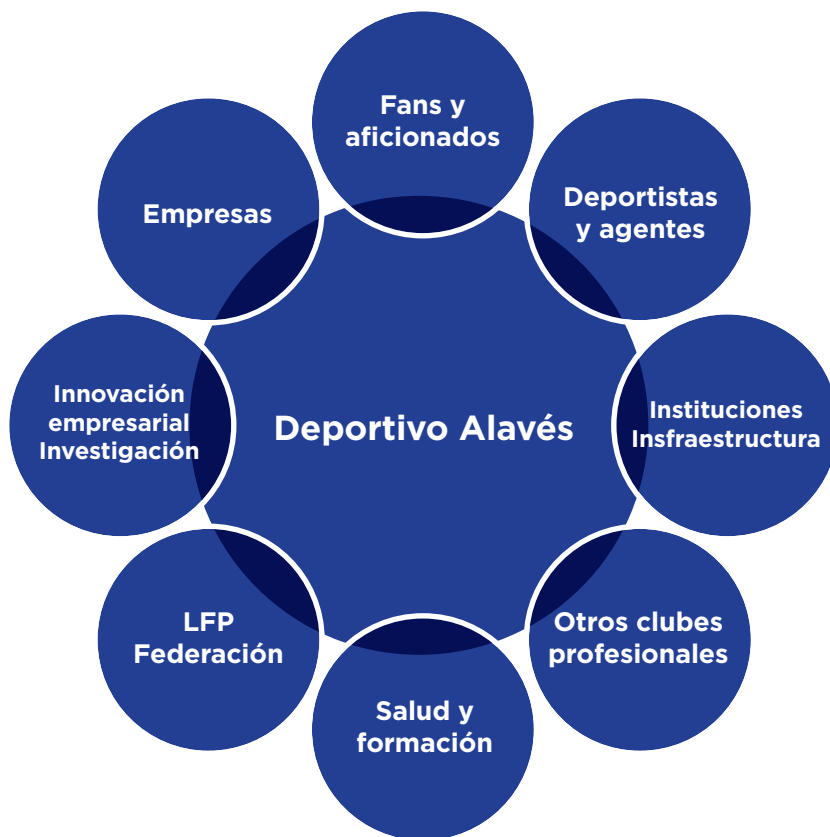 Fans y
aficionados
Empresas
Deportistas
y agentes
Innovación
empresarial
Investigación
Deportivo Alavés
Instituciones
Insfraestructura
LFP
Federación
Otros clubes
profesionales
Salud y
formación